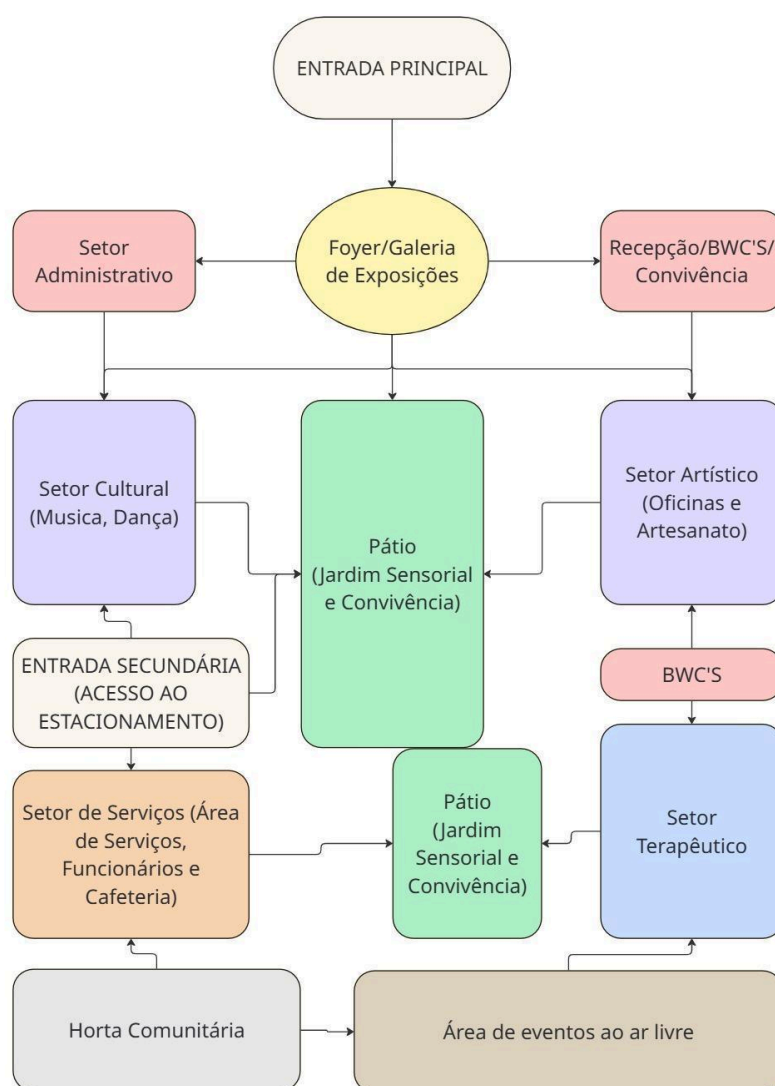 ENTRADA PRINCIPAL
Setor
Administrativo
Foyer/Galeria
de Exposições
Recepção/BWC'S/
Convivência
Setor Cultural
(Musica, Dança)
Pátio
(Jardim Sensorial
e Convivência)
Setor Artístico
(Oficinas e
Artesanato)
ENTRADA SECUNDÁRIA
(ACESSO AO
ESTACIONAMENTO)
BWC'S
Setor de Serviços (Área
de Serviços,
Funcionários e
Cafeteria)
Pátio
(Jardim
Sensorial e
Convivência)
Setor
Terapêutico
Horta Comunitária
Área de eventos ao ar livre